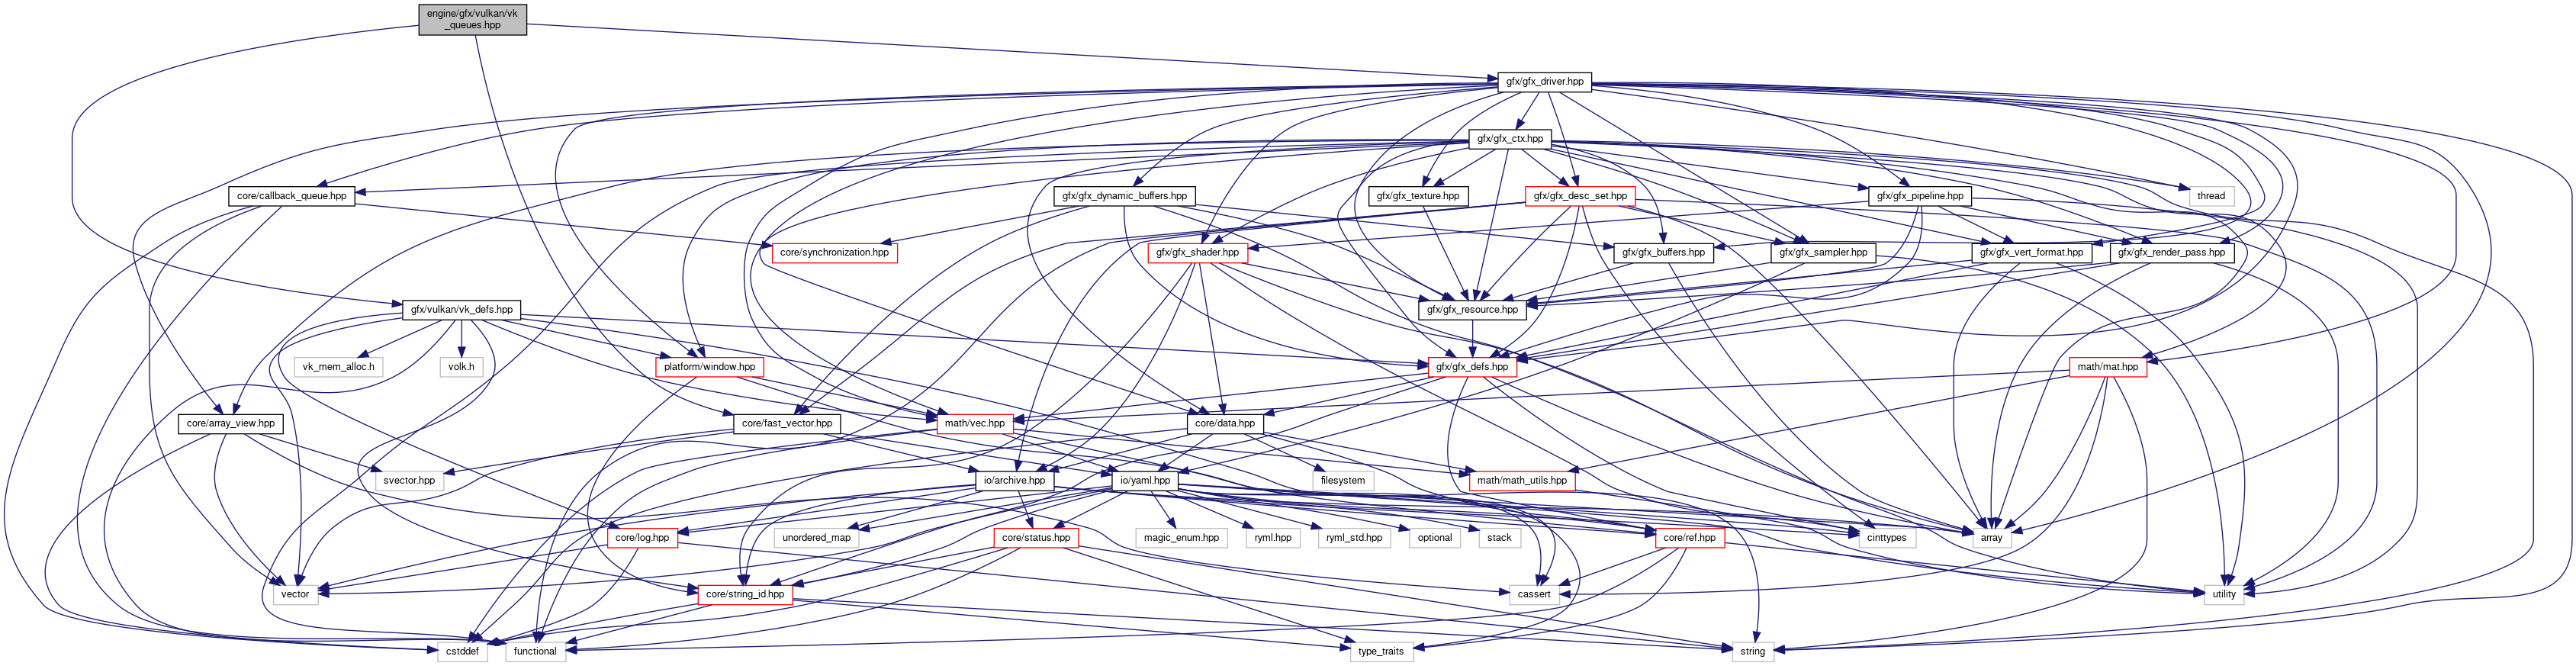 engine/gfx/vulkan/vk
_queues.hpp
gfx/gfx_driver.hpp
gfx/gfx_ctx.hpp
core/callback_queue.hpp
gfx/gfx_dynamic_buffers.hpp
gfx/gfx_texture.hpp
gfx/gfx_desc_set.hpp
gfx/gfx_pipeline.hpp
thread
core/synchronization.hpp
gfx/gfx_shader.hpp
gfx/gfx_buffers.hpp
gfx/gfx_sampler.hpp
gfx/gfx_vert_format.hpp
gfx/gfx_render_pass.hpp
gfx/vulkan/vk_defs.hpp
gfx/gfx_resource.hpp
vk_mem_alloc.h
volk.h
platform/window.hpp
gfx/gfx_defs.hpp
math/mat.hpp
core/array_view.hpp
core/fast_vector.hpp
math/vec.hpp
core/data.hpp
svector.hpp
io/archive.hpp
io/yaml.hpp
filesystem
math/math_utils.hpp
core/log.hpp
unordered_map
core/status.hpp
magic_enum.hpp
ryml.hpp
ryml_std.hpp
optional
stack
core/ref.hpp
cinttypes
array
vector
core/string_id.hpp
cassert
utility
cstddef
functional
type_traits
string